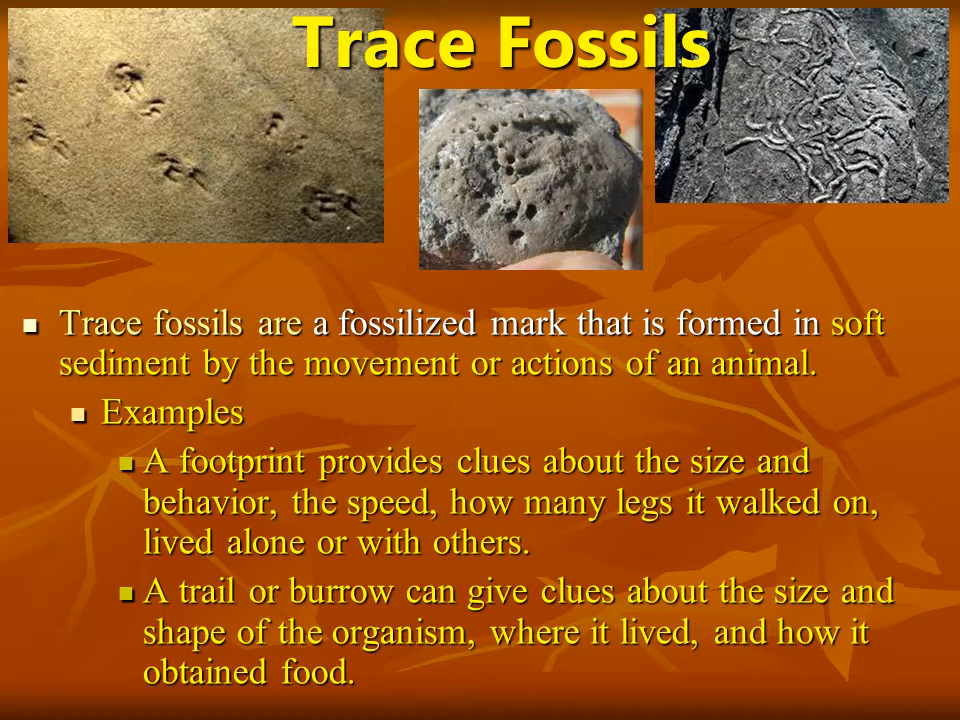 Trace Fossils
Trace fossils are a fossilized mark that is formed in soft
sediment by the movement or actions of an animal.
Examples
A footprint provides clues about the size and
behavior, the speed, how many legs it walked on,
lived alone or with others.
A trail or burrow can give clues about the size and
shape of the organism, where it lived, and how it
obtained food.